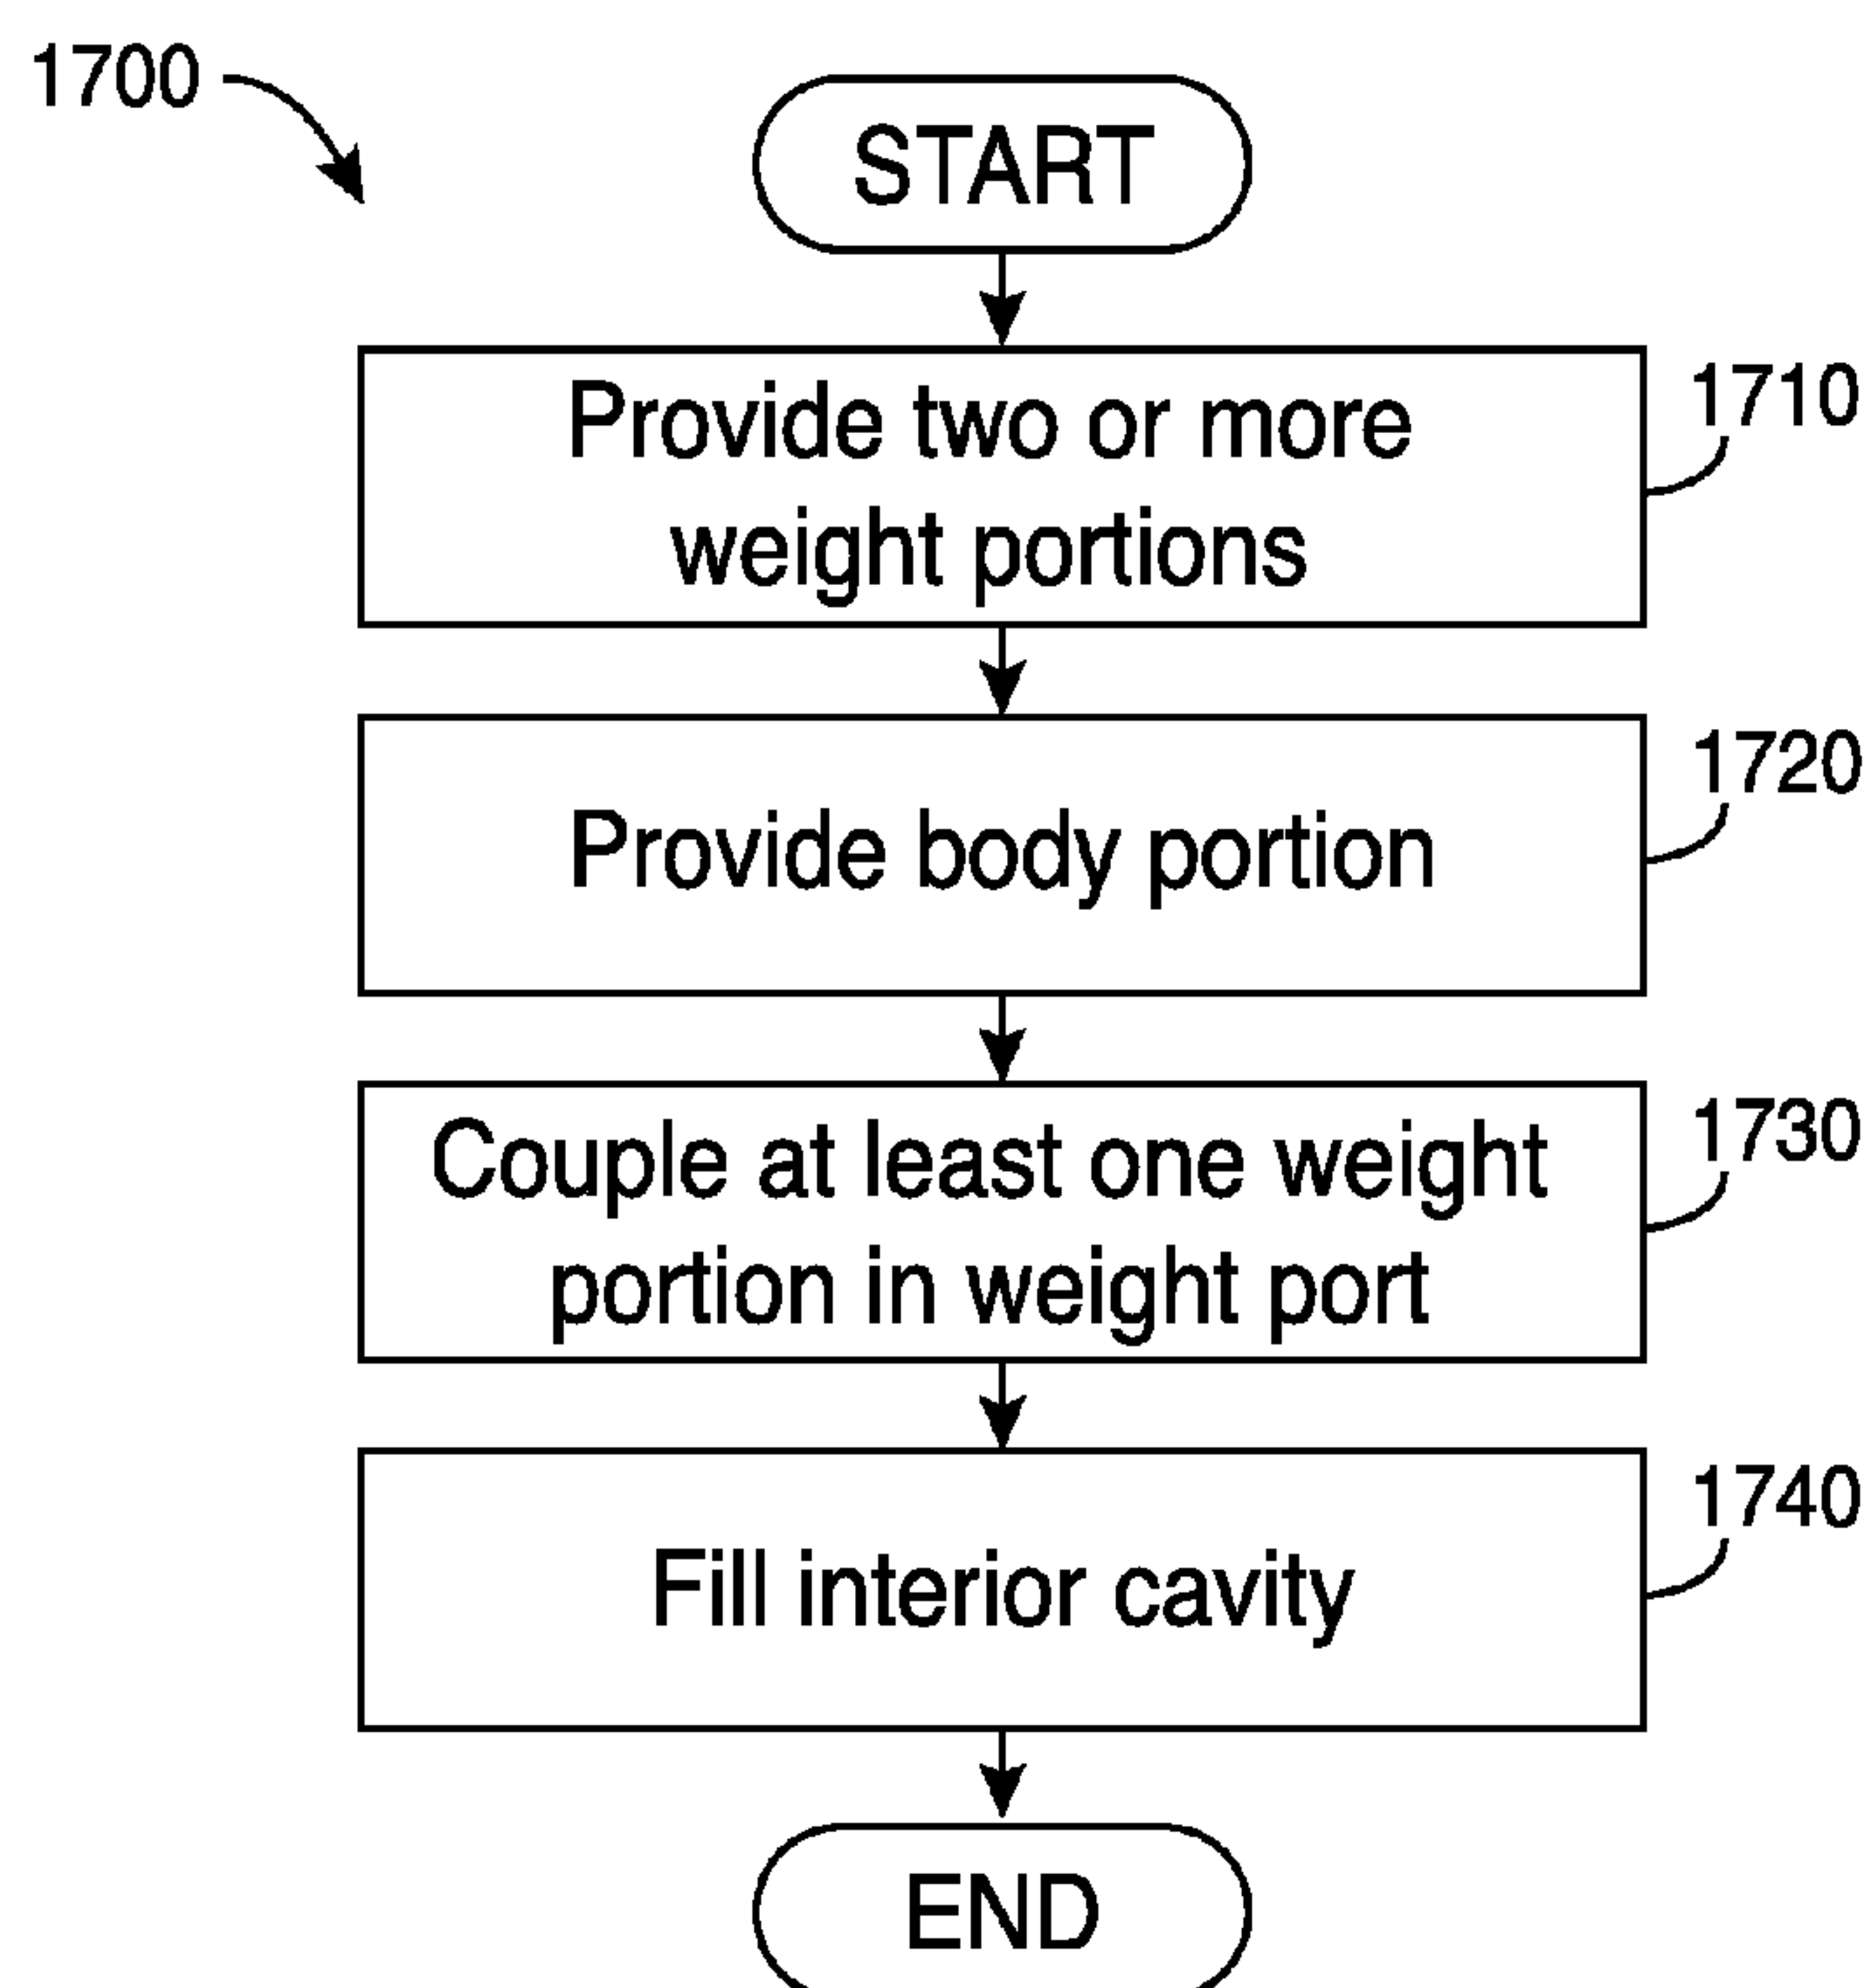 1700
START
Provide two or more
weight portions
1710
Provide body portion
1720
Couple at least one weight
portion in weight port
1730
Fill interior cavity
1740
END